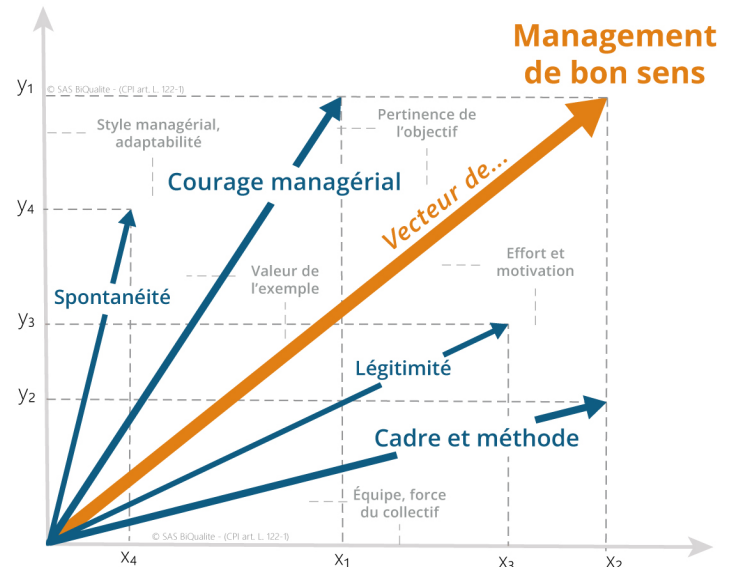 Management
de bon sens
y1
© SAS BiQualite - (CPI art. L. 122-1)
Style managérial,
adaptabilité
Pertinence de
l'objectif
Courage managérial
Vecteur de...
y4
Effort et
motivation
Valeur de
l'exemple
Spontanéité
y3
Légitimité
y2
Cadre et méthode
Équipe, force
du collectif
© SAS BiQualite - (CPI art. L. 122-1)
x4
x1
x3
x2